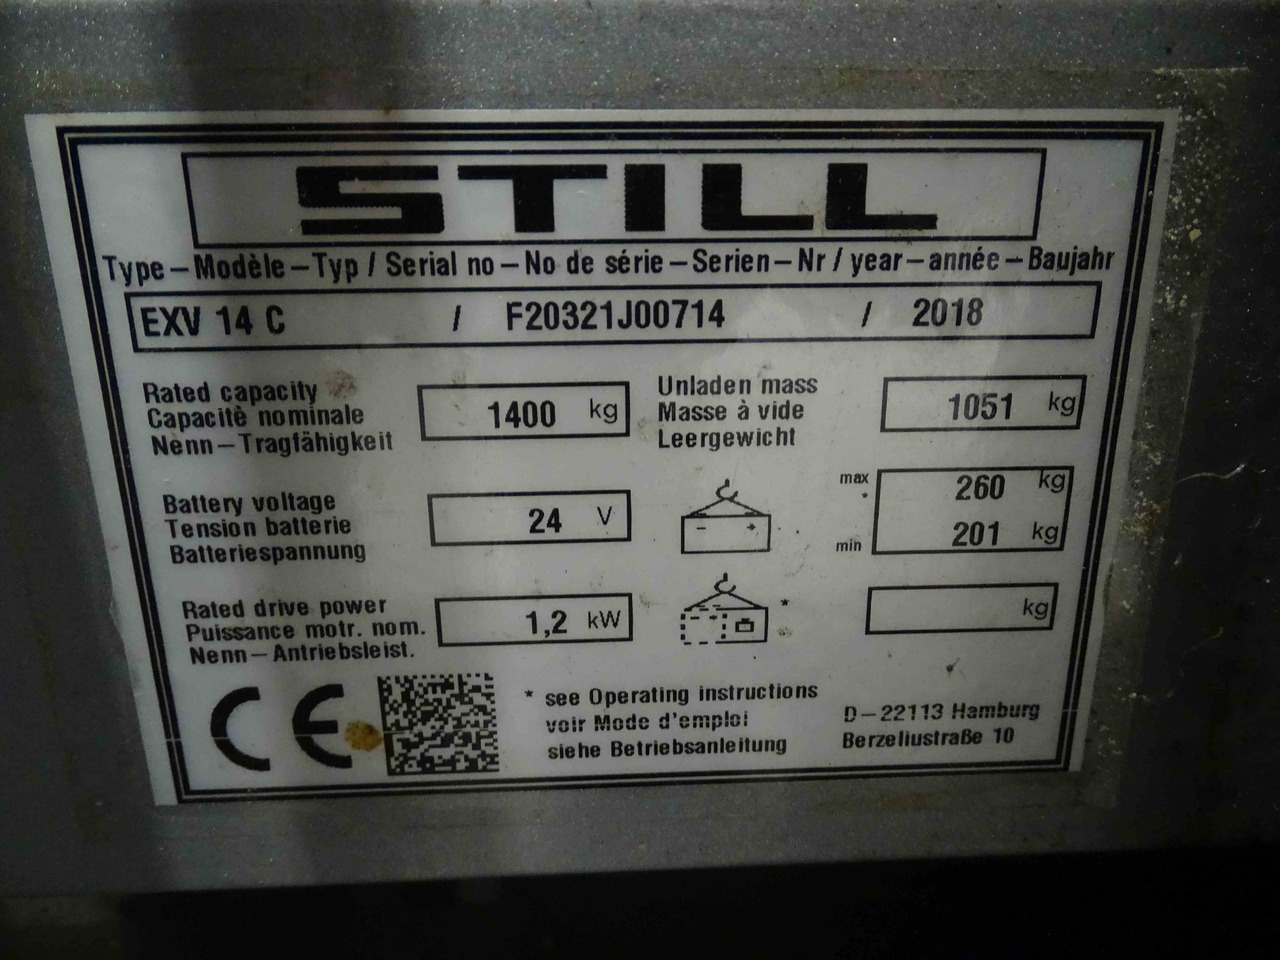 STILL
Type – Modèle – Typ / Serial no – No de série – Serien – Nr / year – année – Baujahr
EXV 14 C / F20321J00714 / 2018
Rated capacity
Capacité nominale
Nenn – Tragfähigkeit
1400 kg
Unladen mass
Masse à vide
Leergewicht
1051 kg
Battery voltage
Tension batterie
Batteriespannung
24 V
- +
max
*
min
260 kg
201 kg
Rated drive power
Puissance motr. nom.
Nenn – Antriebsleist.
1,2 kW
*
kg
CE
* see Operating instructions
voir Mode d'emploi
siehe Betriebsanleitung
D – 22113 Hamburg
Berzeliustraße 10